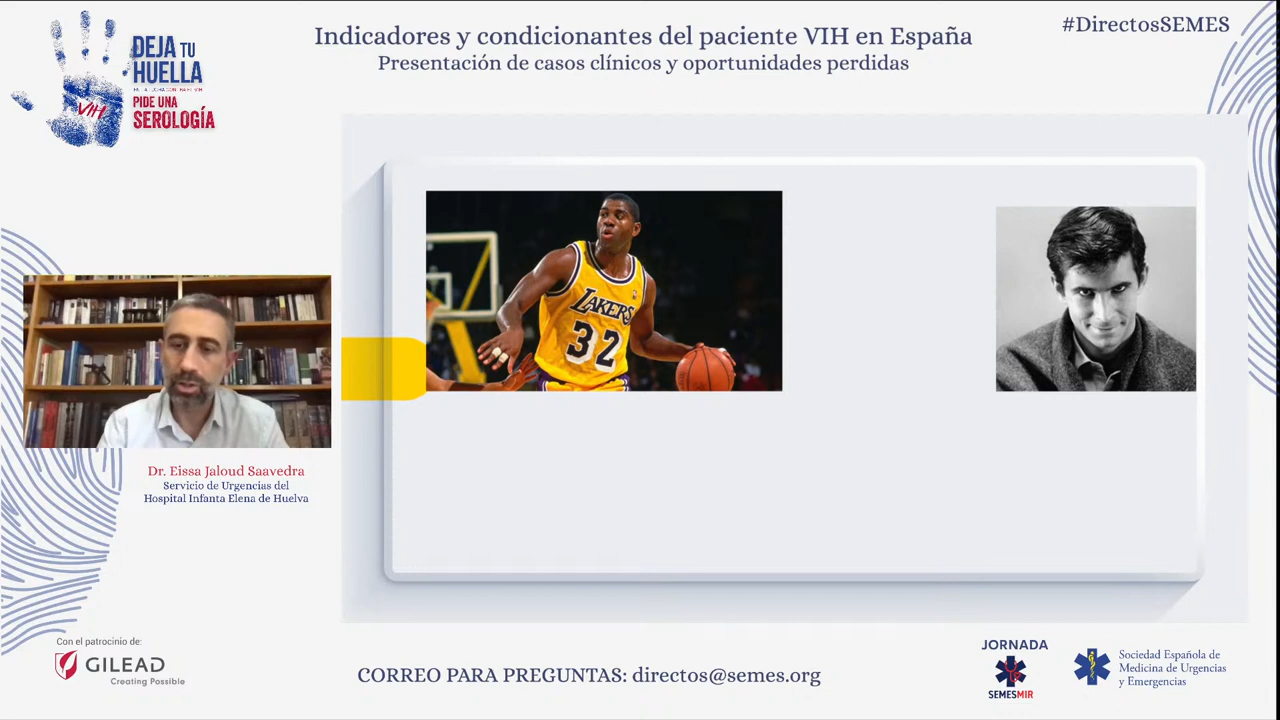 Indicadores y condicionantes del paciente VIH en España
Presentación de casos clínicos y oportunidades perdidas
#DirectosSEMES
DEJA TU
HUELLA
PIDE UNA
SEROLOGÍA
VIH
LAKERS
32
Dr. Eissa Jaloud Saavedra
Servicio de Urgencias del
Hospital Infanta Elena de Huelva
Con el patrocinio de:
GILEAD
Creating Possible
CORREO PARA PREGUNTAS: directos@semes.org
JORNADA
SEMESMIR
Sociedad Española de
Medicina de Urgencias
y Emergencias